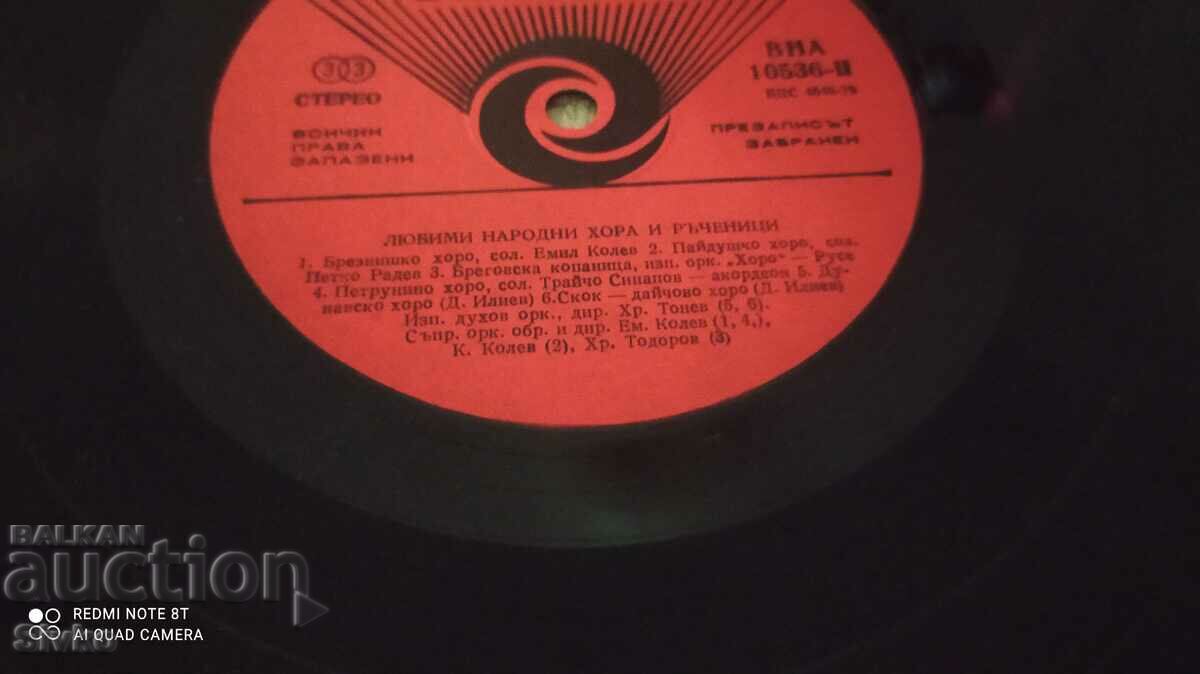 33
СТЕРЕО
ВСИЧКИ
ПРАВА
ЗАПАЗЕНИ
ВНА
10536-II
ПРЕЗАПИСЪТ
ЗАБРАНЕН
ЛЮБИМИ НАРОДНИ ХОРА И РЪЧЕНИЦИ
1. Брезнишко хоро, сол. Емил Колев 2. Пайдушко хоро, сол.
Петко Радев 3. Бреговска копаница, изп. орк. „Хоро" — Русе
4. Петрунино хоро, сол. Трайчо Синапов — акордеон 5. Ду-
навско хоро (Д. Илиев) 6. Скок — дайчово хоро (Д. Илиев)
Изп. духов орк., дир. Хр. Тонев (5, 6).
Съпр. орк. обр. и дир. Ем. Колев (1, 4,),
К. Колев (2), Хр. Тодоров (3)
BALKAN
auction
REDMI NOTE 8T
AI QUAD CAMERA
Sivko